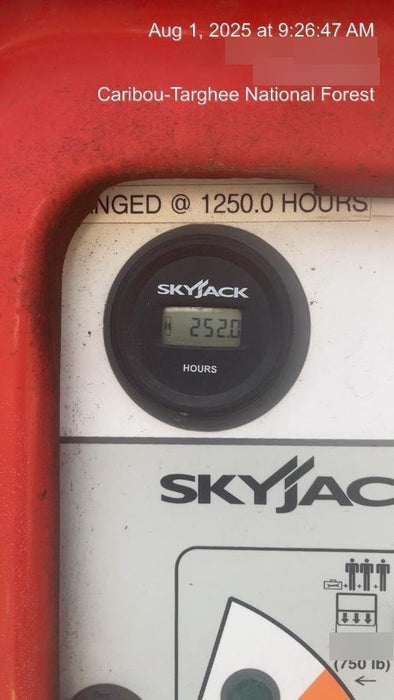 Aug 1, 2025 at 9:26:47 AM
Caribou-Targhee National Forest
NGED @ 1250.0 HOURS
SKYJACK
252.0
HOURS
SKYJAC
(750 lb)